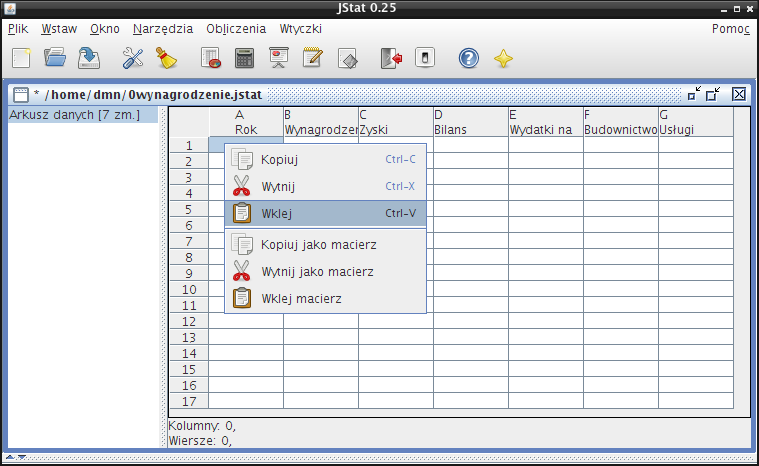 JStat 0.25
Plik Wstaw Okno Narzędzia Obliczenia Wtyczki Pomoc
* /home/dmn/0wynagrodzenie.jstat
Arkusz danych [7 zm.]
A B C D E F G
Rok Wynagrodzer Zyski Bilans Wydatki na Budownictwo Usługi
1
2
3
4
5
6
7
8
9
10
11
12
13
14
15
16
17
Kopiuj Ctrl-C
Wytnij Ctrl-X
Wklej Ctrl-V
Kopiuj jako macierz
Wytnij jako macierz
Wklej macierz
Kolumny: 0,
Wiersze: 0,